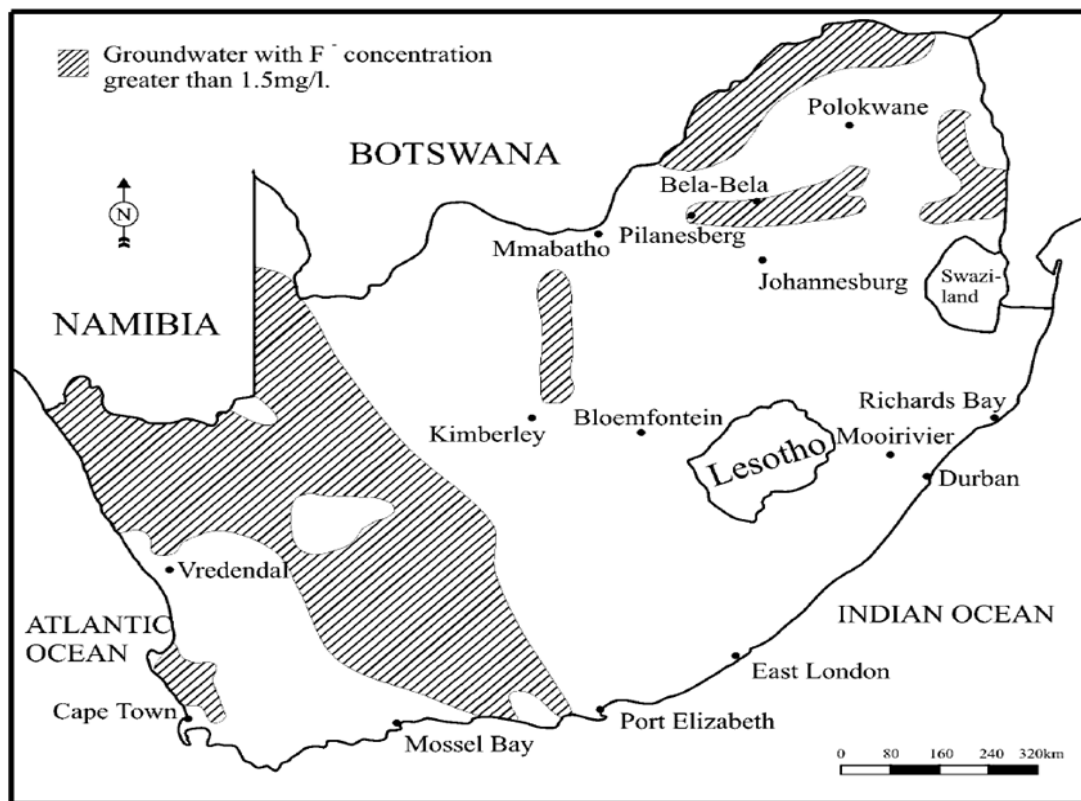 Groundwater with F⁻ concentration
greater than 1.5mg/l.
Polokwane
BOTSWANA
Bela-Bela
N
Mmabatho
Pilanesberg
Johannesburg
Swazi-
land
NAMIBIA
Richards Bay
Kimberley
Bloemfontein
Lesotho
Mooirivier
Durban
Vredendal
ATLANTIC
OCEAN
INDIAN OCEAN
East London
Cape Town
Port Elizabeth
Mossel Bay
0 80 160 240 320km